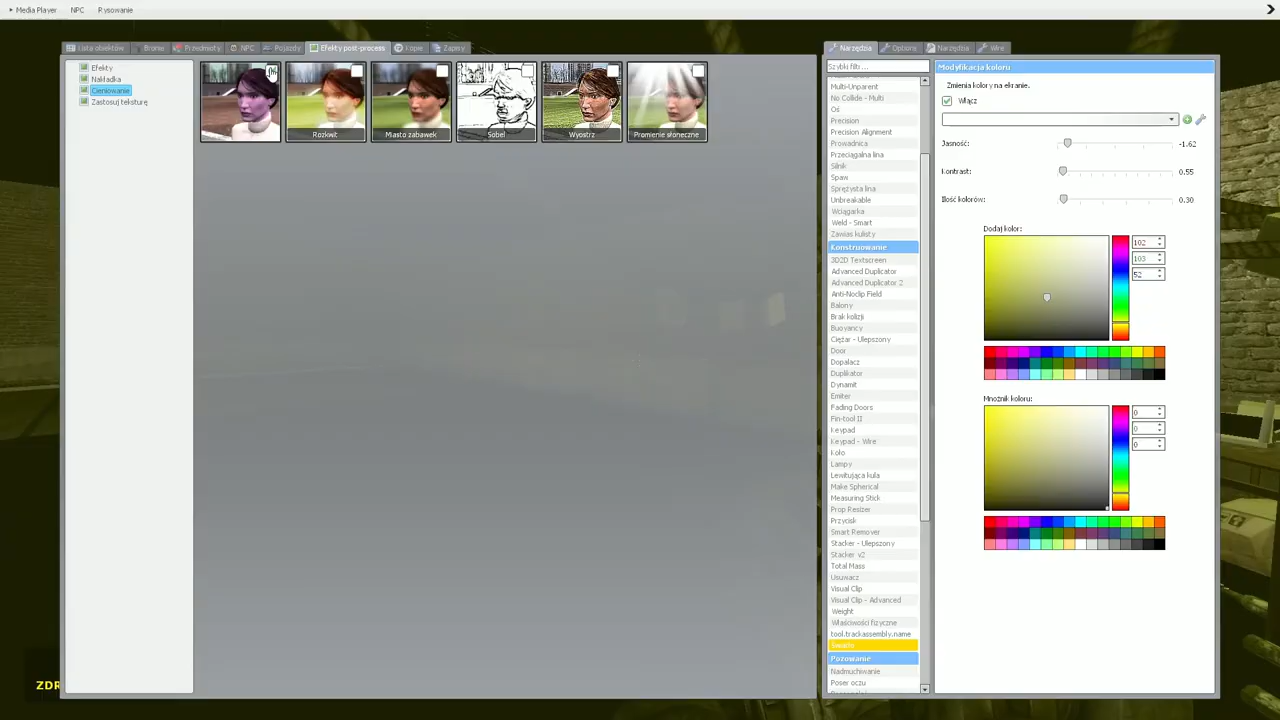 Media Player
NPC
Rysowanie
Lista obiektów
Bronie
Przedmioty
NPC
Pojazdy
Efekty post-process
Kopie
Zapisy
Narzędzia
Options
Narzędzia
Wire
Efekty
Nakładka
Cieniowanie
Zastosuj teksturę
Rozkwit
Miasto zabawek
Sobel
Wyostrz
Promienie słoneczne
Szybki filtr...
Multi-Parent
No Collide - Multi
Oś
Precision
Precision Alignment
Prowadnica
Przeciągalna lina
Silnik
Spaw
Sprężysta lina
Unbreakable
Wciągarka
Weld - Smart
Zawias kulisty
Konstruowanie
3D2D Textscreen
Advanced Duplicator
Advanced Duplicator 2
Anti-Noclip Field
Balony
Brak kolizji
Buoyancy
Ciężar - Ulepszony
Door
Dopalacz
Duplikator
Dynamit
Emiter
Fading Doors
Fin-tool II
Keypad
Keypad - Wire
Koło
Lampy
Lewitująca kula
Make Spherical
Measuring Stick
Prop Resizer
Przycisk
Smart Remover
Stacker - Ulepszony
Stacker v2
Total Mass
Usuwacz
Visual Clip
Visual Clip - Advanced
Weight
Właściwości fizyczne
tool.trackassembly.name
Światło
Pozowanie
Nadmuchiwanie
Poser oczu
Modyfikacja koloru
Zmienia kolory na ekranie.
Włącz
Jasność:
-1.62
Kontrast:
0.55
Ilość kolorów:
0.30
Dodaj kolor:
102
103
52
Mnożnik koloru:
0
0
0
ZDR